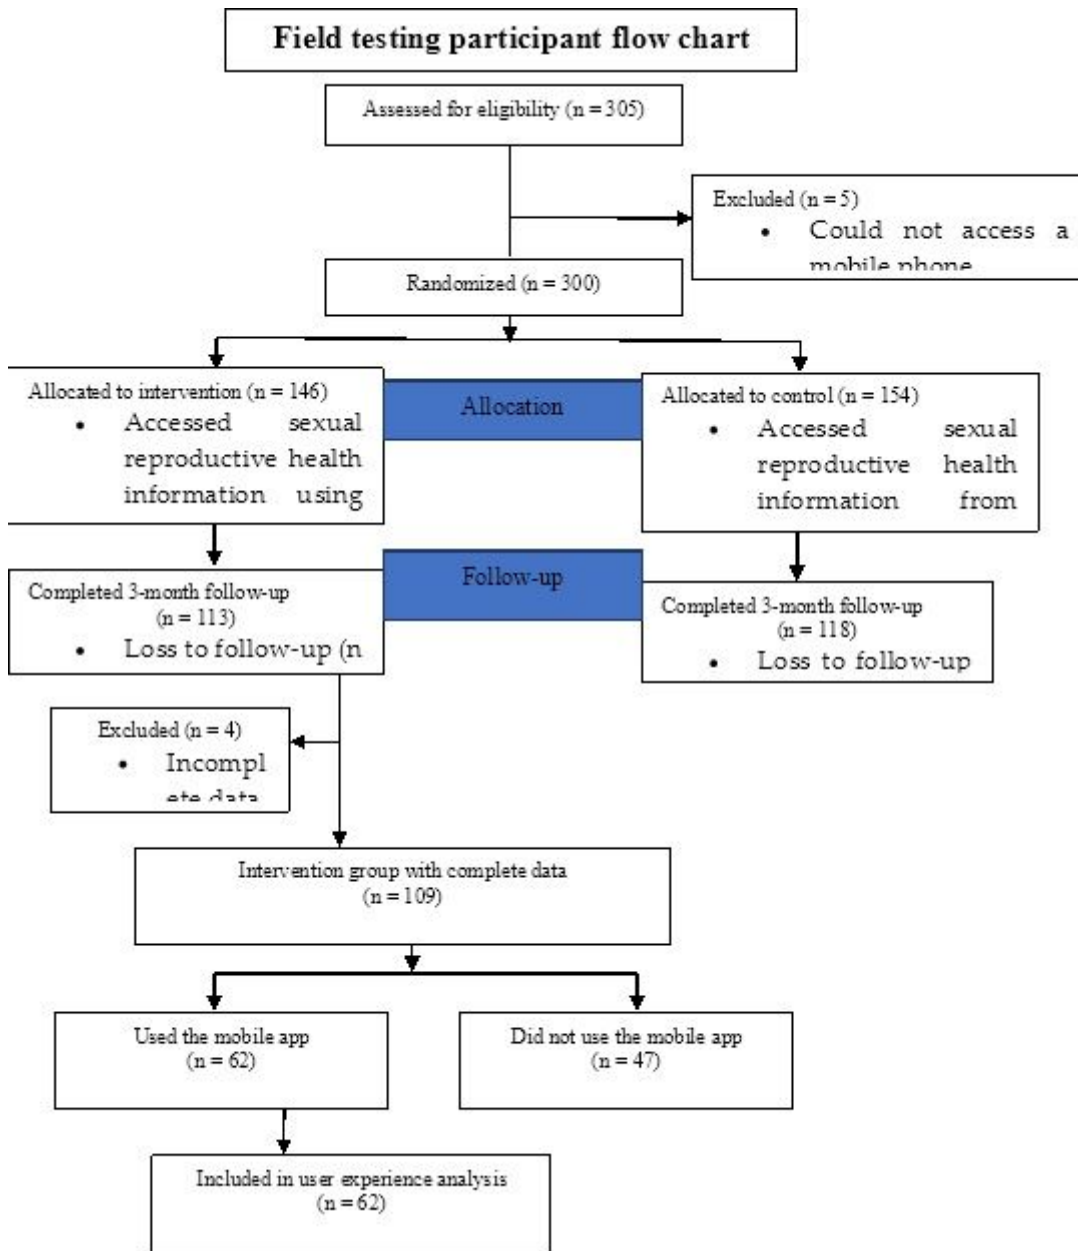 Field testing participant flow chart
Assessed for eligibility (n = 305)
Excluded (n = 5)
• Could not access a
mobile phone
Randomized (n = 300)
Allocated to intervention (n = 146)
• Accessed sexual
reproductive health
information using
Allocation
Allocated to control (n = 154)
• Accessed sexual
reproductive health
information from
Follow-up
Completed 3-month follow-up
(n = 113)
• Loss to follow-up (n
Completed 3-month follow-up
(n = 118)
• Loss to follow-up
Excluded (n = 4)
• Incompl
ete data
Intervention group with complete data
(n = 109)
Used the mobile app
(n = 62)
Did not use the mobile app
(n = 47)
Included in user experience analysis
(n = 62)